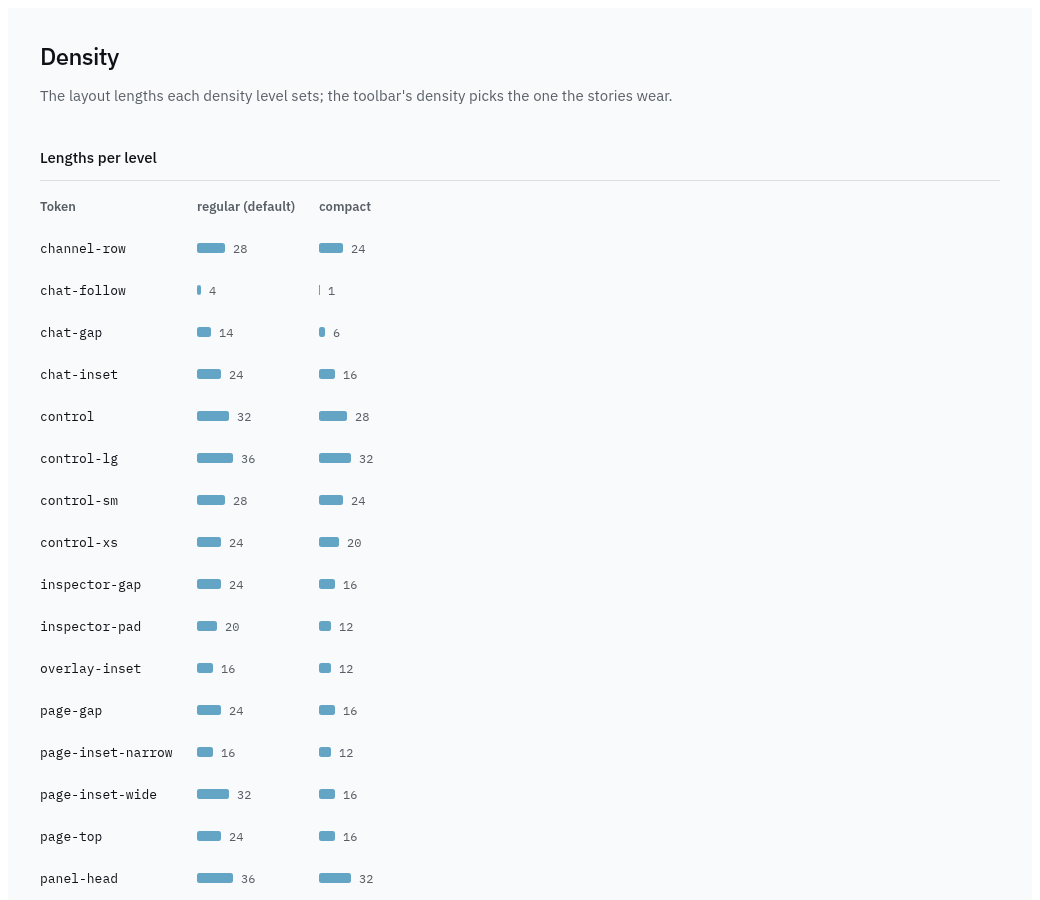 Density
The layout lengths each density level sets; the toolbar's density picks the one the stories wear.
Lengths per level
Token regular (default) compact
channel-row 28 24
chat-follow 4 1
chat-gap 14 6
chat-inset 24 16
control 32 28
control-lg 36 32
control-sm 28 24
control-xs 24 20
inspector-gap 24 16
inspector-pad 20 12
overlay-inset 16 12
page-gap 24 16
page-inset-narrow 16 12
page-inset-wide 32 16
page-top 24 16
panel-head 36 32